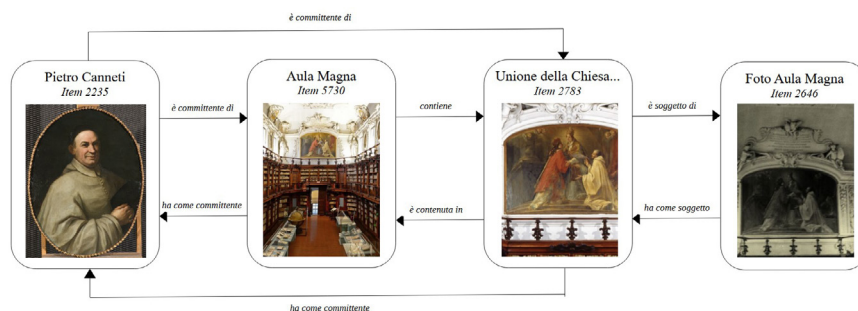 è committente di
Pietro Canneti
Item 2235
Aula Magna
Item 5730
Unione della Chiesa...
Item 2783
Foto Aula Magna
Item 2646
è committente di
contiene
è soggetto di
ha come committente
è contenuta in
ha come soggetto
ha come committente